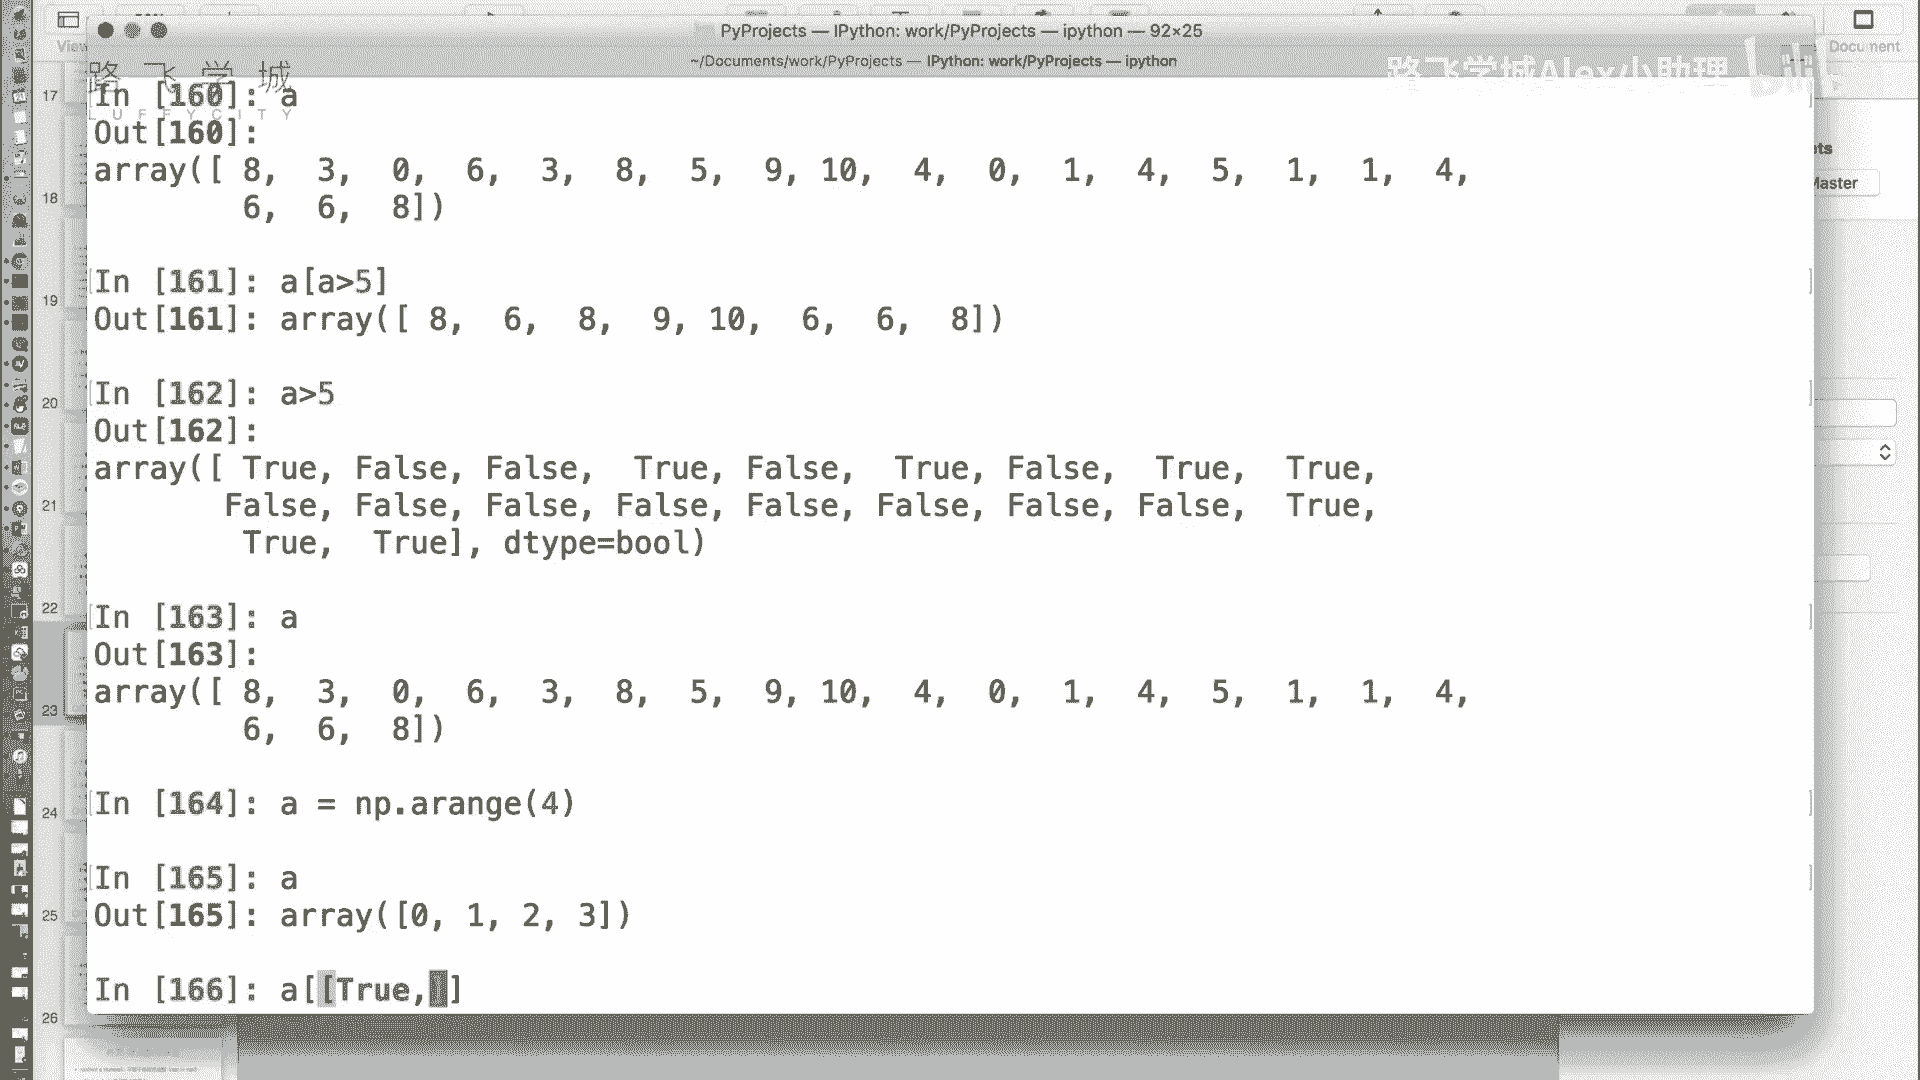 PyProjects — IPython: work/PyProjects — ipython — 92×25
~/Documents/work/PyProjects — IPython: work/PyProjects — ipython
View
Document
Master
路飞学城
LUFFYCITY
路飞学城Alex小助理 bilibili
In [160]: a
Out[160]:
array([ 8,  3,  0,  6,  3,  8,  5,  9, 10,  4,  0,  1,  4,  5,  1,  1,  4,
        6,  6,  8])
In [161]: a[a>5]
Out[161]: array([ 8,  6,  8,  9, 10,  6,  6,  8])
In [162]: a>5
Out[162]:
array([ True, False, False,  True, False,  True, False,  True,  True,
       False, False, False, False, False, False, False, False,  True,
        True,  True], dtype=bool)
In [163]: a
Out[163]:
array([ 8,  3,  0,  6,  3,  8,  5,  9, 10,  4,  0,  1,  4,  5,  1,  1,  4,
        6,  6,  8])
In [164]: a = np.arange(4)
In [165]: a
Out[165]: array([0, 1, 2, 3])
In [166]: a[[True,]]
17
18
19
20
21
22
23
24
25
26